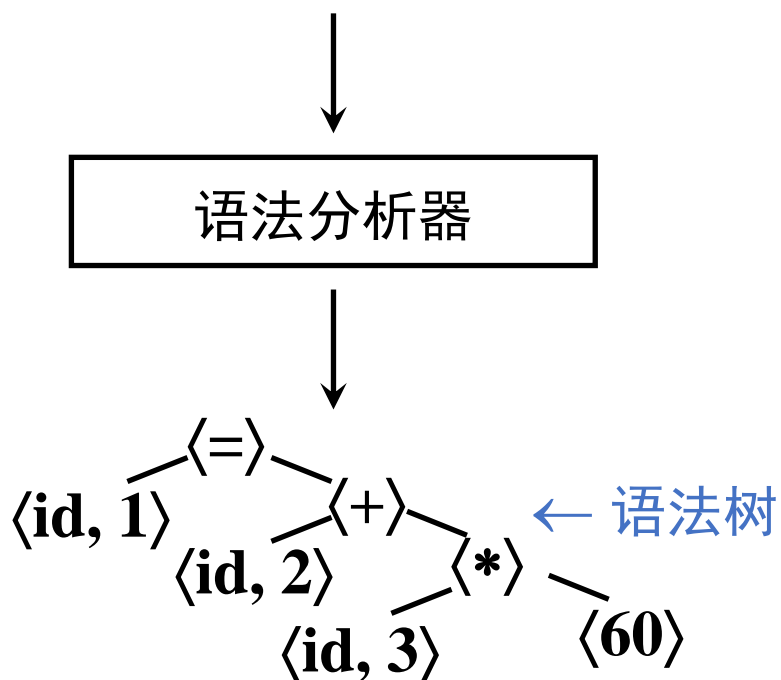 语法分析器
⟨=⟩
⟨id, 1⟩ ⟨+⟩ ← 语法树
⟨id, 2⟩ ⟨*⟩
⟨id, 3⟩ ⟨60⟩